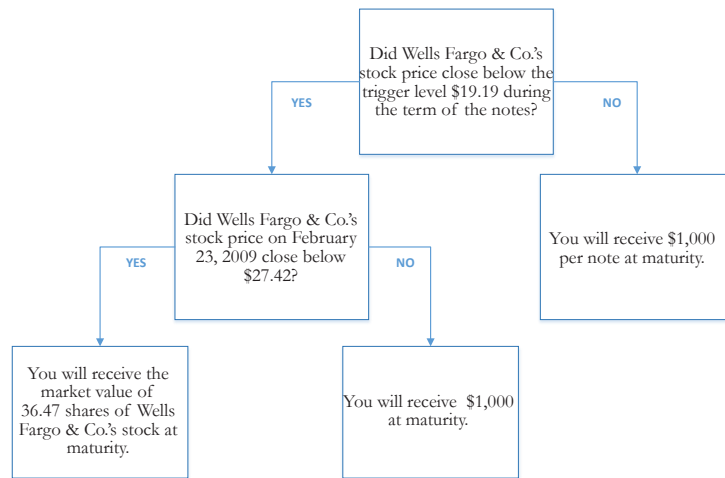 Did Wells Fargo & Co.'s
stock price close below the
trigger level $19.19 during
the term of the notes?
YES
NO
Did Wells Fargo & Co.'s
stock price on February
23, 2009 close below
$27.42?
You will receive $1,000
per note at maturity.
YES
NO
You will receive the
market value of
36.47 shares of Wells
Fargo & Co.'s stock at
maturity.
You will receive $1,000
at maturity.